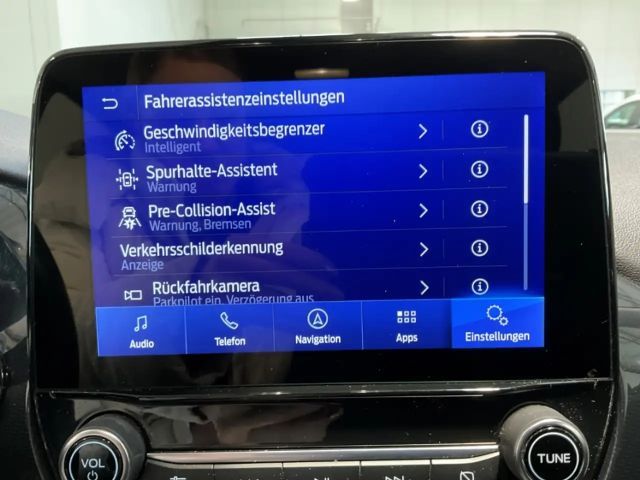 Fahrerassistenzeinstellungen
Geschwindigkeitsbegrenzer
Intelligent
Spurhalte-Assistent
Warnung
Pre-Collision-Assist
Warnung, Bremsen
Verkehrsschilderkennung
Anzeige
Rückfahrkamera
Parkpilot ein, Verzögerung aus
Audio
Telefon
Navigation
Apps
Einstellungen
VOL
TUNE